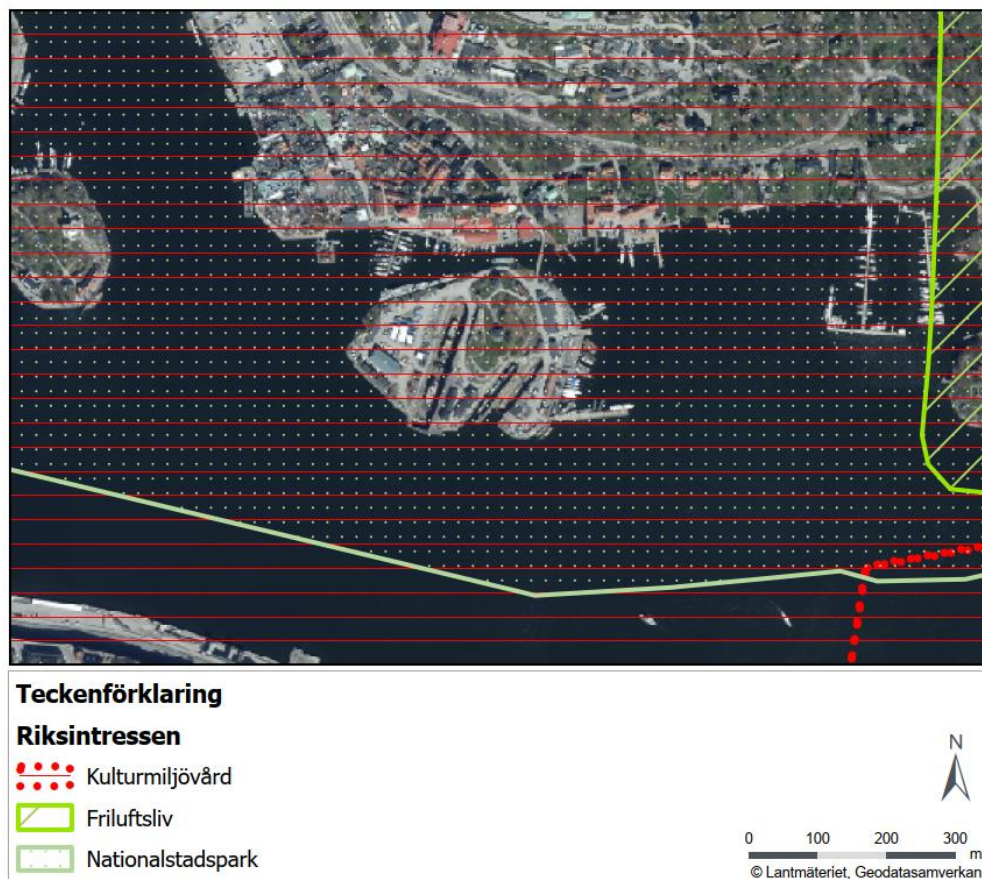 Teckenförklaring
Riksintressen
Kulturmiljövård
Friluftsliv
Nationalstadspark
N
0 100 200 300
m
© Lantmäteriet, Geodatasamverkan